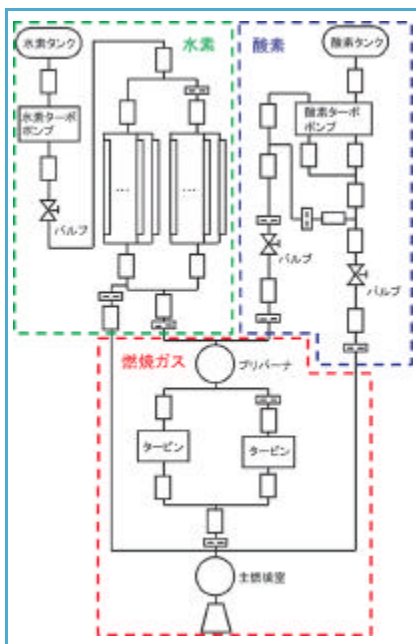 水素タンク
水素
酸素
酸素タンク
水素ターボ
ポンプ
酸素ターボ
ポンプ
バルブ
バルブ
バルブ
燃焼ガス
プリバーナ
タービン
タービン
主燃焼室